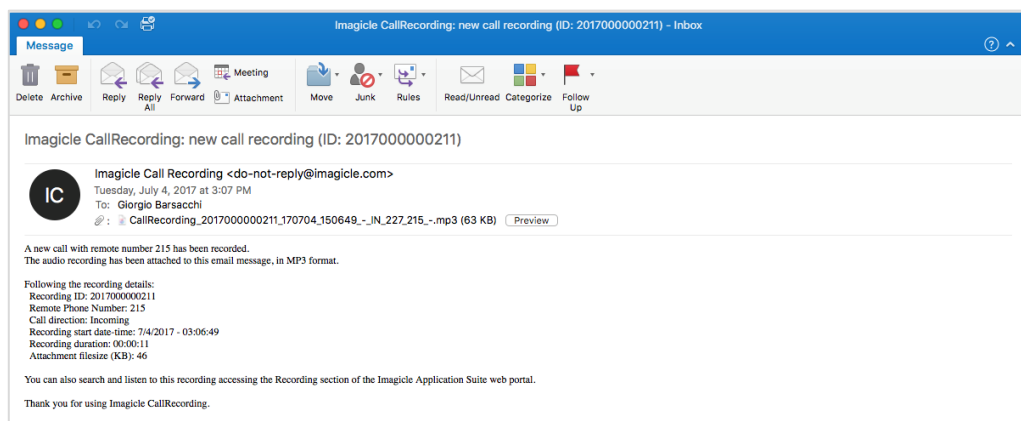 Imagicle CallRecording: new call recording (ID: 2017000000211) - Inbox
Message
Delete Archive Reply Reply All Forward Meeting Attachment Move Junk Rules Read/Unread Categorize Follow Up
Imagicle CallRecording: new call recording (ID: 2017000000211)
IC
Imagicle Call Recording <do-not-reply@imagicle.com>
Tuesday, July 4, 2017 at 3:07 PM
To: Giorgio Barsacchi
CallRecording_2017000000211_170704_150649_-_IN_227_215_-.mp3 (63 KB) Preview
A new call with remote number 215 has been recorded.
The audio recording has been attached to this email message, in MP3 format.
Following the recording details:
Recording ID: 2017000000211
Remote Phone Number: 215
Call direction: Incoming
Recording start date-time: 7/4/2017 - 03:06:49
Recording duration: 00:00:11
Attachment filesize (KB): 46
You can also search and listen to this recording accessing the Recording section of the Imagicle Application Suite web portal.
Thank you for using Imagicle CallRecording.